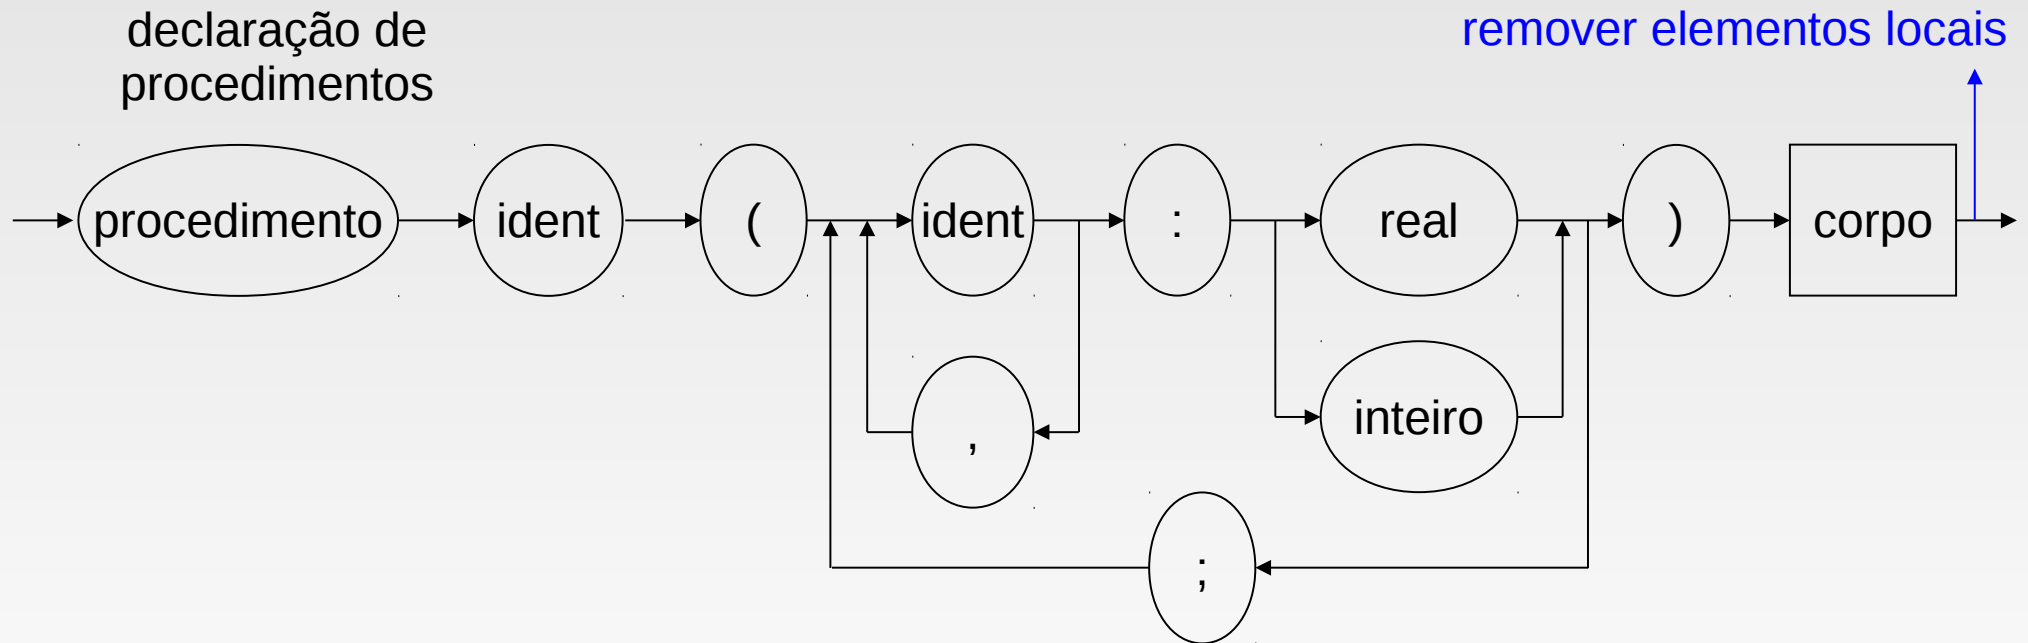 declaração de
procedimentos
remover elementos locais
procedimento ident ( ident : real ) corpo
, inteiro
;